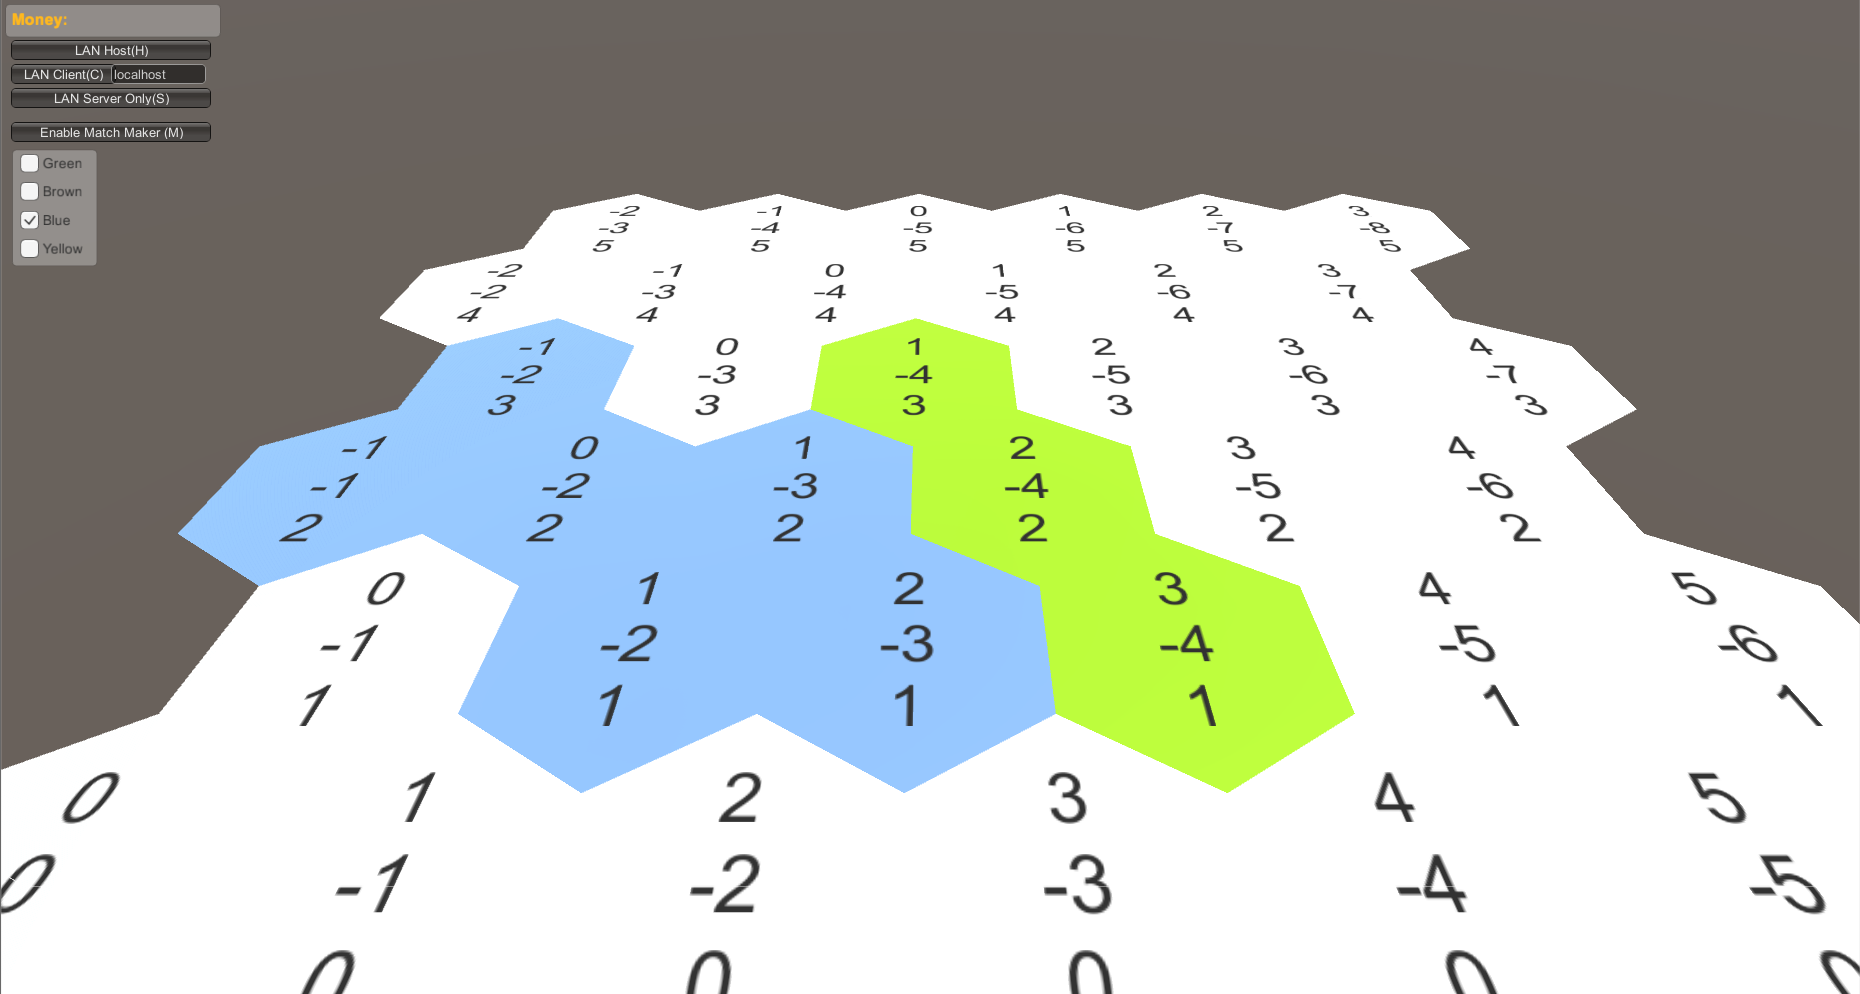 Money:
LAN Host(H)
LAN Client(C) localhost
LAN Server Only(S)
Enable Match Maker (M)
Green
Brown
Blue
Yellow
-2 -1 0 1 2 3
-3 -4 -5 -6 -7 -8
5 5 5 5 5 5
-2 -1 0 1 2 3
-2 -3 -4 -5 -6 -7
4 4 4 4 4 4
-1 0 1 2 3 4
-2 -3 -4 -5 -6 -7
3 3 3 3 3 3
-1 0 1 2 3 4
-1 -2 -3 -4 -5 -6
2 2 2 2 2 2
0 1 2 3 4 5
-1 -2 -3 -4 -5 -6
1 1 1 1 1 1
0 1 2 3 4 5
0 -1 -2 -3 -4 -5
0 0 0 0 0